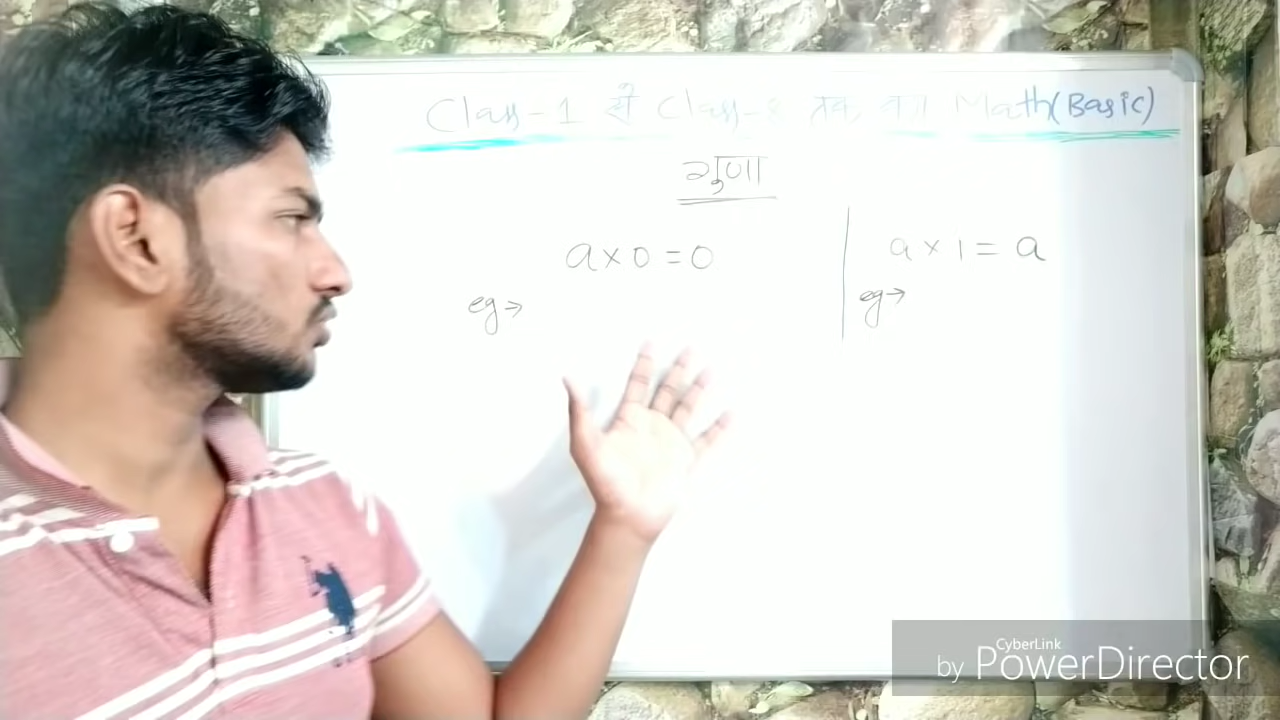 Class-1 से Class-8 तक का Math(Basic)
गुणा
a×0=0
a×1=a
eg→
eg→
CyberLink
by PowerDirector